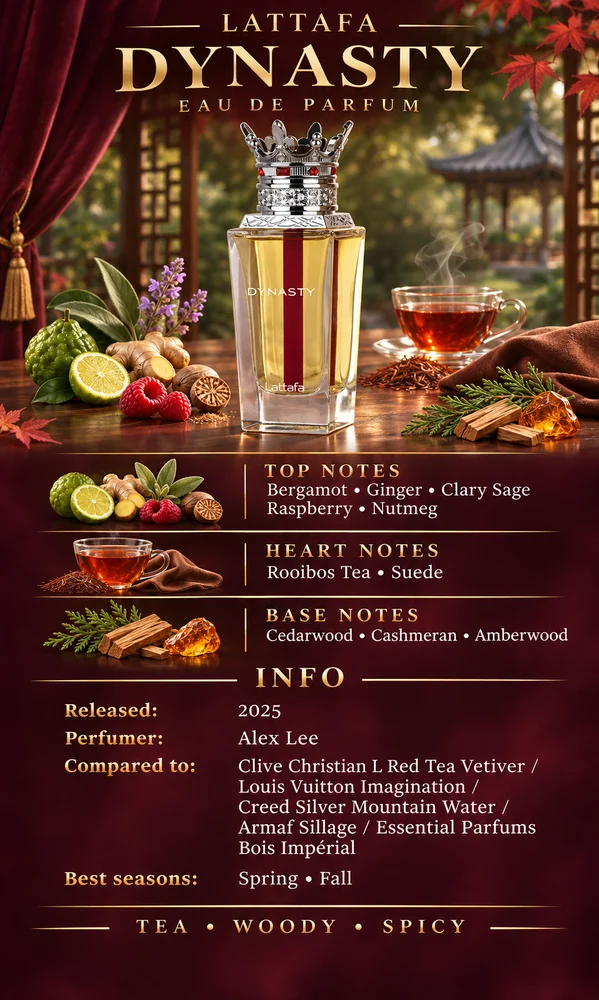 LATTAFA
DYNASTY
EAU DE PARFUM
DYNASTY
Lattafa
TOP NOTES
Bergamot • Ginger • Clary Sage
Raspberry • Nutmeg
HEART NOTES
Rooibos Tea • Suede
BASE NOTES
Cedarwood • Cashmeran • Amberwood
INFO
Released: 2025
Perfumer: Alex Lee
Compared to: Clive Christian L Red Tea Vetiver /
Louis Vuitton Imagination /
Creed Silver Mountain Water /
Armaf Sillage / Essential Parfums
Bois Impérial
Best seasons: Spring • Fall
TEA • WOODY • SPICY